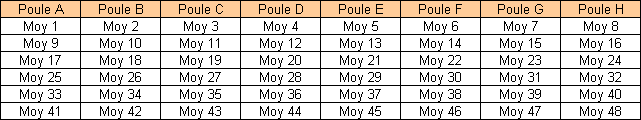 Poule A Poule B Poule C Poule D Poule E Poule F Poule G Poule H
Moy 1 Moy 2 Moy 3 Moy 4 Moy 5 Moy 6 Moy 7 Moy 8
Moy 9 Moy 10 Moy 11 Moy 12 Moy 13 Moy 14 Moy 15 Moy 16
Moy 17 Moy 18 Moy 19 Moy 20 Moy 21 Moy 22 Moy 23 Moy 24
Moy 25 Moy 26 Moy 27 Moy 28 Moy 29 Moy 30 Moy 31 Moy 32
Moy 33 Moy 34 Moy 35 Moy 36 Moy 37 Moy 38 Moy 39 Moy 40
Moy 41 Moy 42 Moy 43 Moy 44 Moy 45 Moy 46 Moy 47 Moy 48